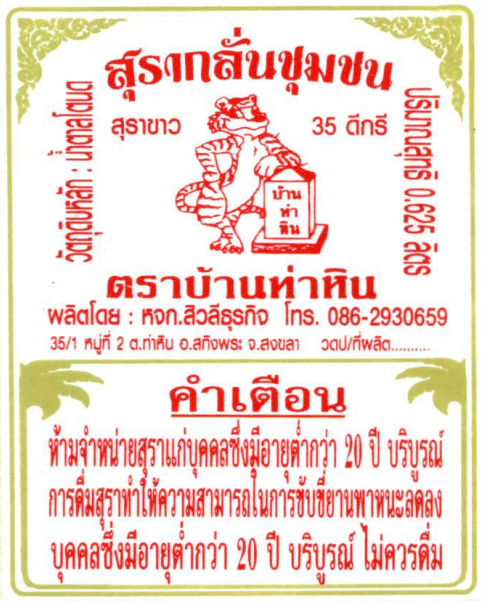 สุรากลั่นชุมชน
สุราขาว 35 ดีกรี
วัตถุดิบหลัก : น้ำตาลโตนด
ปริมาณสุทธิ 0.625 ลิตร
บ้าน
ท่า
หิน
ตราบ้านท่าหิน
ผลิตโดย : หจก.สิวลีธุรกิจ โทร. 086-2930659
35/1 หมู่ที่ 2 ต.ท่าหิน อ.สทิงพระ จ.สงขลา วดป/ที่ผลิต..........
คำเตือน
ห้ามจำหน่ายสุราแก่บุคคลซึ่งมีอายุต่ำกว่า 20 ปี บริบูรณ์
การดื่มสุราทำให้ความสามารถในการขับขี่ยานพาหนะลดลง
บุคคลซึ่งมีอายุต่ำกว่า 20 ปี บริบูรณ์ ไม่ควรดื่ม